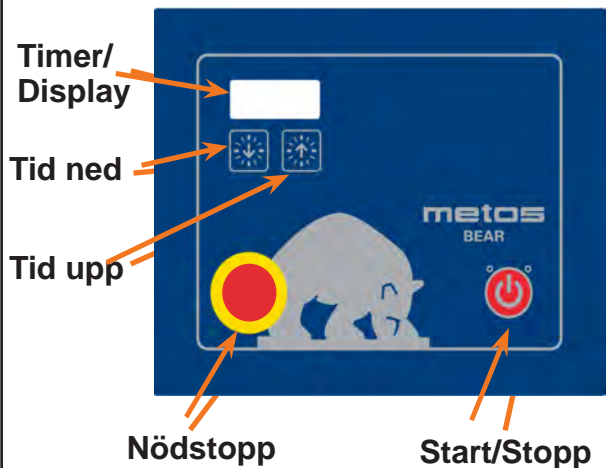 Timer/
Display
Tid ned
Tid upp
metos
BEAR
Nödstopp
Start/Stopp